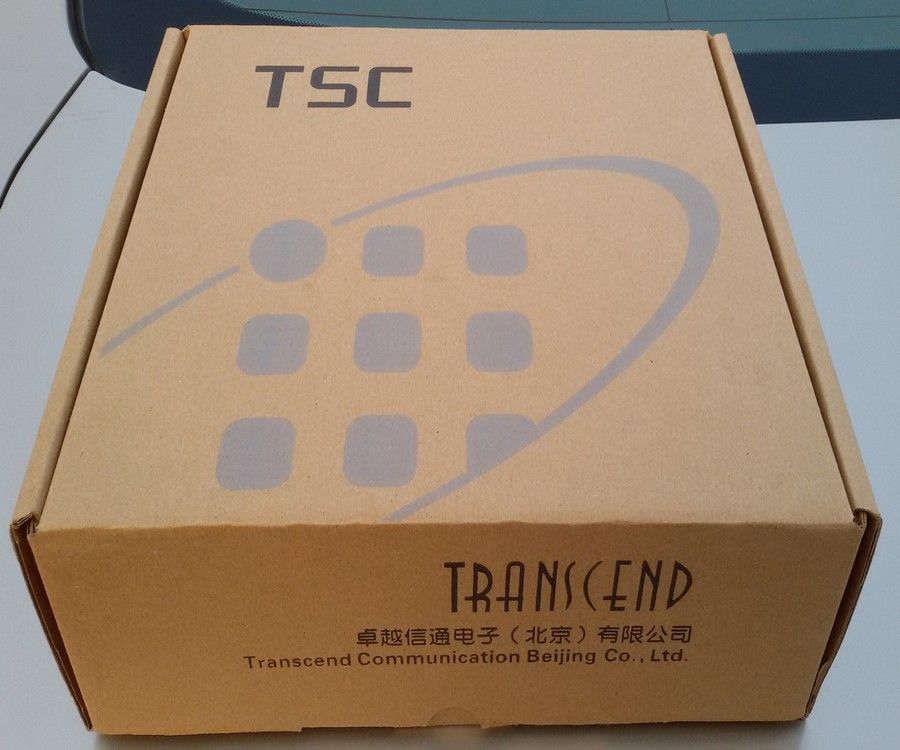 TSC
TRANSCEND
卓越信通电子（北京）有限公司
Transcend Communication Beijing Co., Ltd.